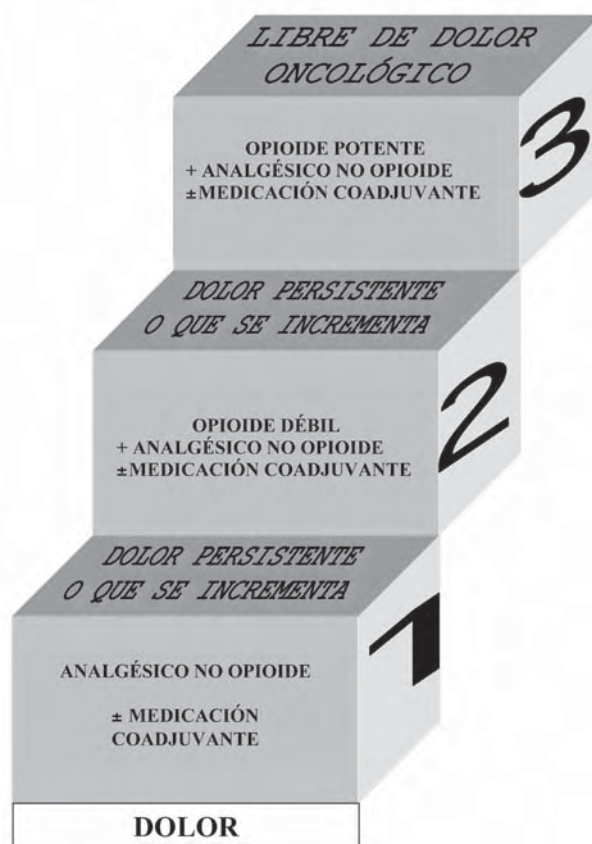 LIBRE DE DOLOR
ONCOLÓGICO
OPIOIDE POTENTE
+ ANALGÉSICO NO OPIOIDE
±MEDICACIÓN COADJUVANTE
3
DOLOR PERSISTENTE
O QUE SE INCREMENTA
OPIOIDE DÉBIL
+ ANALGÉSICO NO OPIOIDE
±MEDICACIÓN COADJUVANTE
2
DOLOR PERSISTENTE
O QUE SE INCREMENTA
ANALGÉSICO NO OPIOIDE
± MEDICACIÓN
COADJUVANTE
1
DOLOR